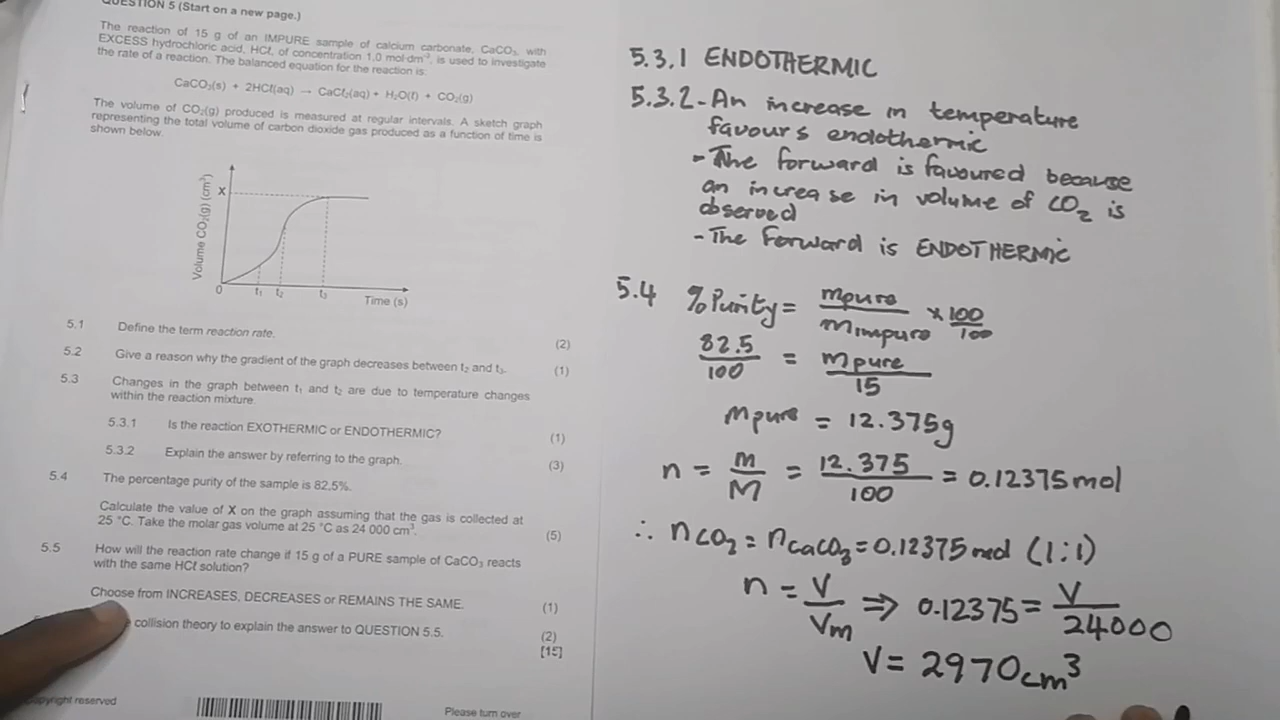 QUESTION 5 (Start on a new page.)
The reaction of 15 g of an IMPURE sample of calcium carbonate, CaCO₃, with
EXCESS hydrochloric acid, HCℓ, of concentration 1,0 mol·dm⁻³, is used to investigate
the rate of a reaction. The balanced equation for the reaction is:
CaCO₃(s) + 2HCℓ(aq) → CaCℓ₂(aq) + H₂O(ℓ) + CO₂(g)
The volume of CO₂(g) produced is measured at regular intervals. A sketch graph
representing the total volume of carbon dioxide gas produced as a function of time is
shown below.
Volume CO₂(g) (cm³)
X
0 t₁ t₂ t₃ Time (s)
5.1 Define the term reaction rate. (2)
5.2 Give a reason why the gradient of the graph decreases between t₂ and t₃. (1)
5.3 Changes in the graph between t₁ and t₂ are due to temperature changes
within the reaction mixture.
5.3.1 Is the reaction EXOTHERMIC or ENDOTHERMIC? (1)
5.3.2 Explain the answer by referring to the graph. (3)
5.4 The percentage purity of the sample is 82,5%.
Calculate the value of X on the graph assuming that the gas is collected at
25 °C. Take the molar gas volume at 25 °C as 24 000 cm³. (5)
5.5 How will the reaction rate change if 15 g of a PURE sample of CaCO₃ reacts
with the same HCℓ solution?
Choose from INCREASES, DECREASES or REMAINS THE SAME. (1)
collision theory to explain the answer to QUESTION 5.5. (2)
[15]
opyright reserved
Please turn over
5.3.1 ENDOTHERMIC
5.3.2 - An increase in temperature
favours endothermic
- The forward is favoured because
an increase in volume of CO₂ is
observed
- The forward is ENDOTHERMIC
5.4 % Purity = mpure / mimpure × 100/100
82.5/100 = mpure/15
mpure = 12.375g
n = m/M = 12.375/100 = 0.12375 mol
∴ nCO₂ = nCaCO₃ = 0.12375 mol (1:1)
n = V/Vm ⇒ 0.12375 = V/24000
V = 2970cm³